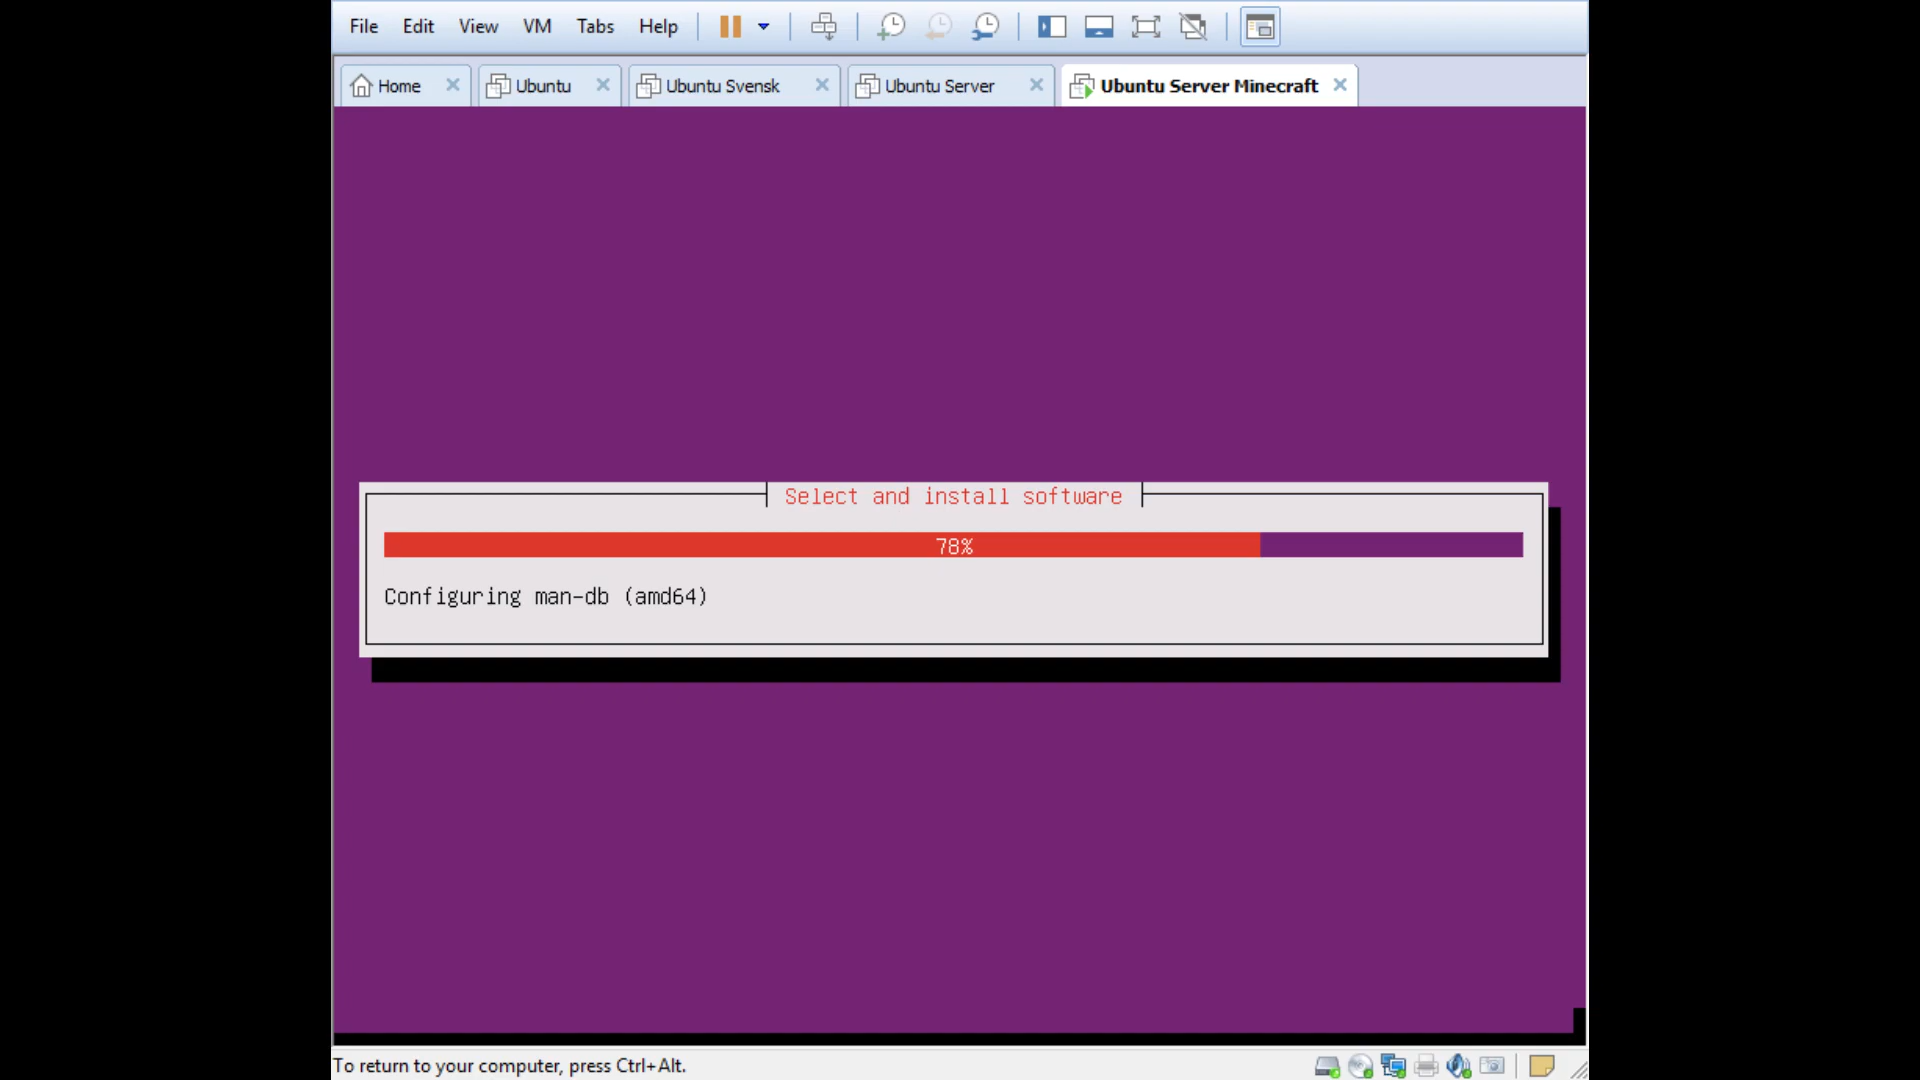 File Edit View VM Tabs Help
Home Ubuntu Ubuntu Svensk Ubuntu Server Ubuntu Server Minecraft
Select and install software
78%
Configuring man-db (amd64)
To return to your computer, press Ctrl+Alt.